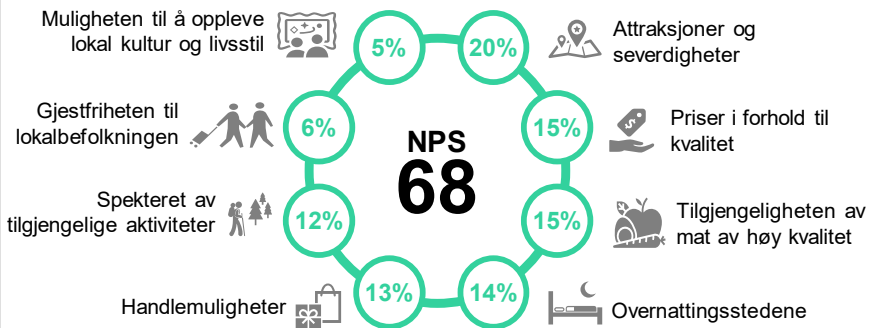 Muligheten til å oppleve
lokal kultur og livsstil
5%
20%
Attraksjoner og
severdigheter
Gjestfriheten til
lokalbefolkningen
6%
15%
Priser i forhold til
kvalitet
NPS
68
Spekteret av
tilgjengelige aktiviteter
12%
15%
Tilgjengeligheten av
mat av høy kvalitet
Handlemuligheter
13%
14%
Overnattingsstedene